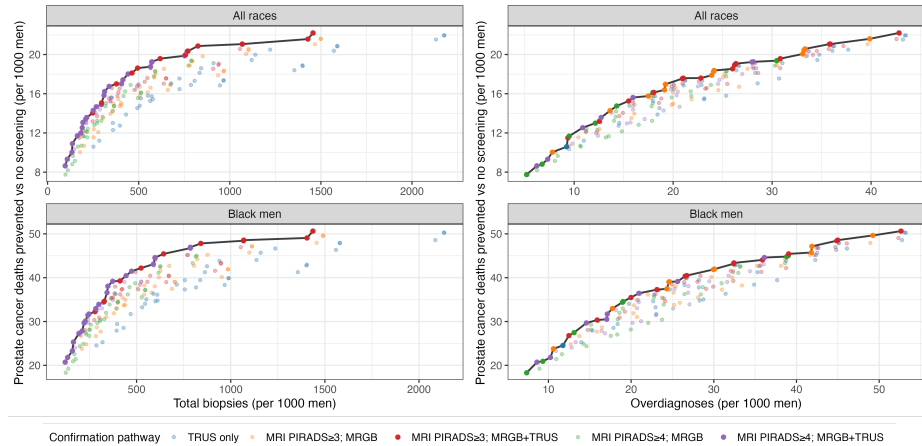 All races
All races
Prostate cancer deaths prevented vs no screening (per 1000 men)
20
16
12
8
0
500
1000
1500
2000
Prostate cancer deaths prevented vs no screening (per 1000 men)
20
16
12
8
10
20
30
40
Black men
Black men
50
40
30
20
500
1000
1500
2000
Total biopsies (per 1000 men)
50
40
30
20
10
20
30
40
50
Overdiagnoses (per 1000 men)
Confirmation pathway
TRUS only
MRI PIRADS≥3; MRGB
MRI PIRADS≥3; MRGB+TRUS
MRI PIRADS≥4; MRGB
MRI PIRADS≥4; MRGB+TRUS